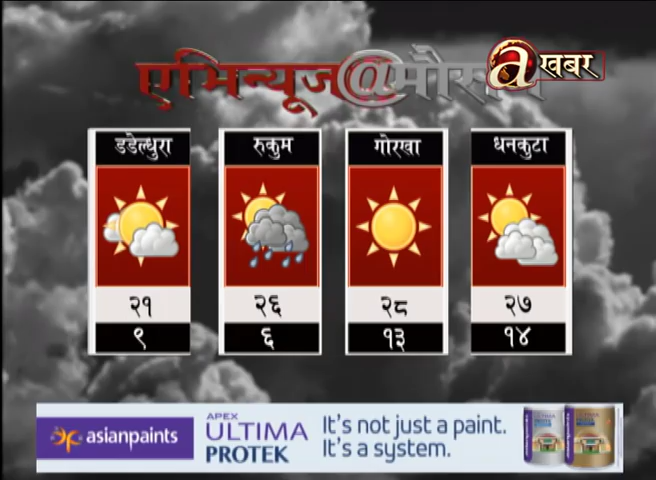 एभिन्यूज@मौसम
a खबर
डडेल्धुरा
रुकुम
गोरखा
धनकुटा
२१
२६
२८
२७
९
६
१३
१४
asianpaints
APEX
ULTIMA
PROTEK
It's not just a paint.
It's a system.